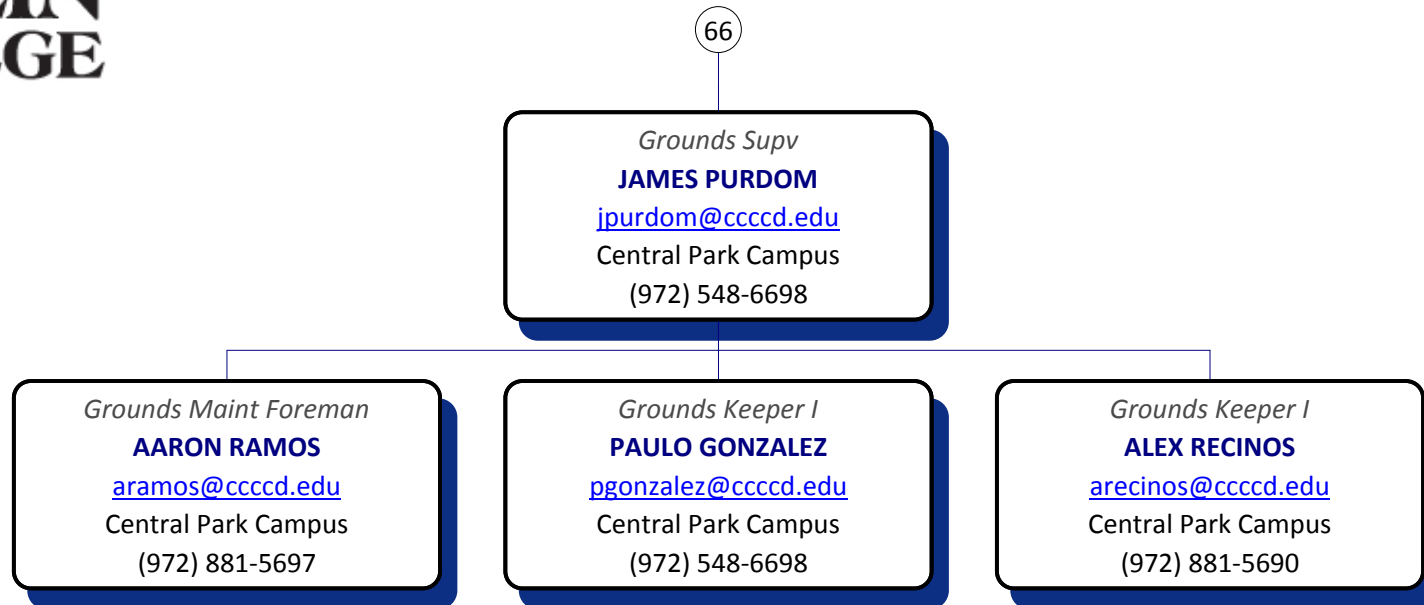 GE
66
Grounds Supv
JAMES PURDOM
jpurdom@ccccd.edu
Central Park Campus
(972) 548-6698
Grounds Maint Foreman
AARON RAMOS
aramos@ccccd.edu
Central Park Campus
(972) 881-5697
Grounds Keeper I
PAULO GONZALEZ
pgonzalez@ccccd.edu
Central Park Campus
(972) 548-6698
Grounds Keeper I
ALEX RECINOS
arecinos@ccccd.edu
Central Park Campus
(972) 881-5690